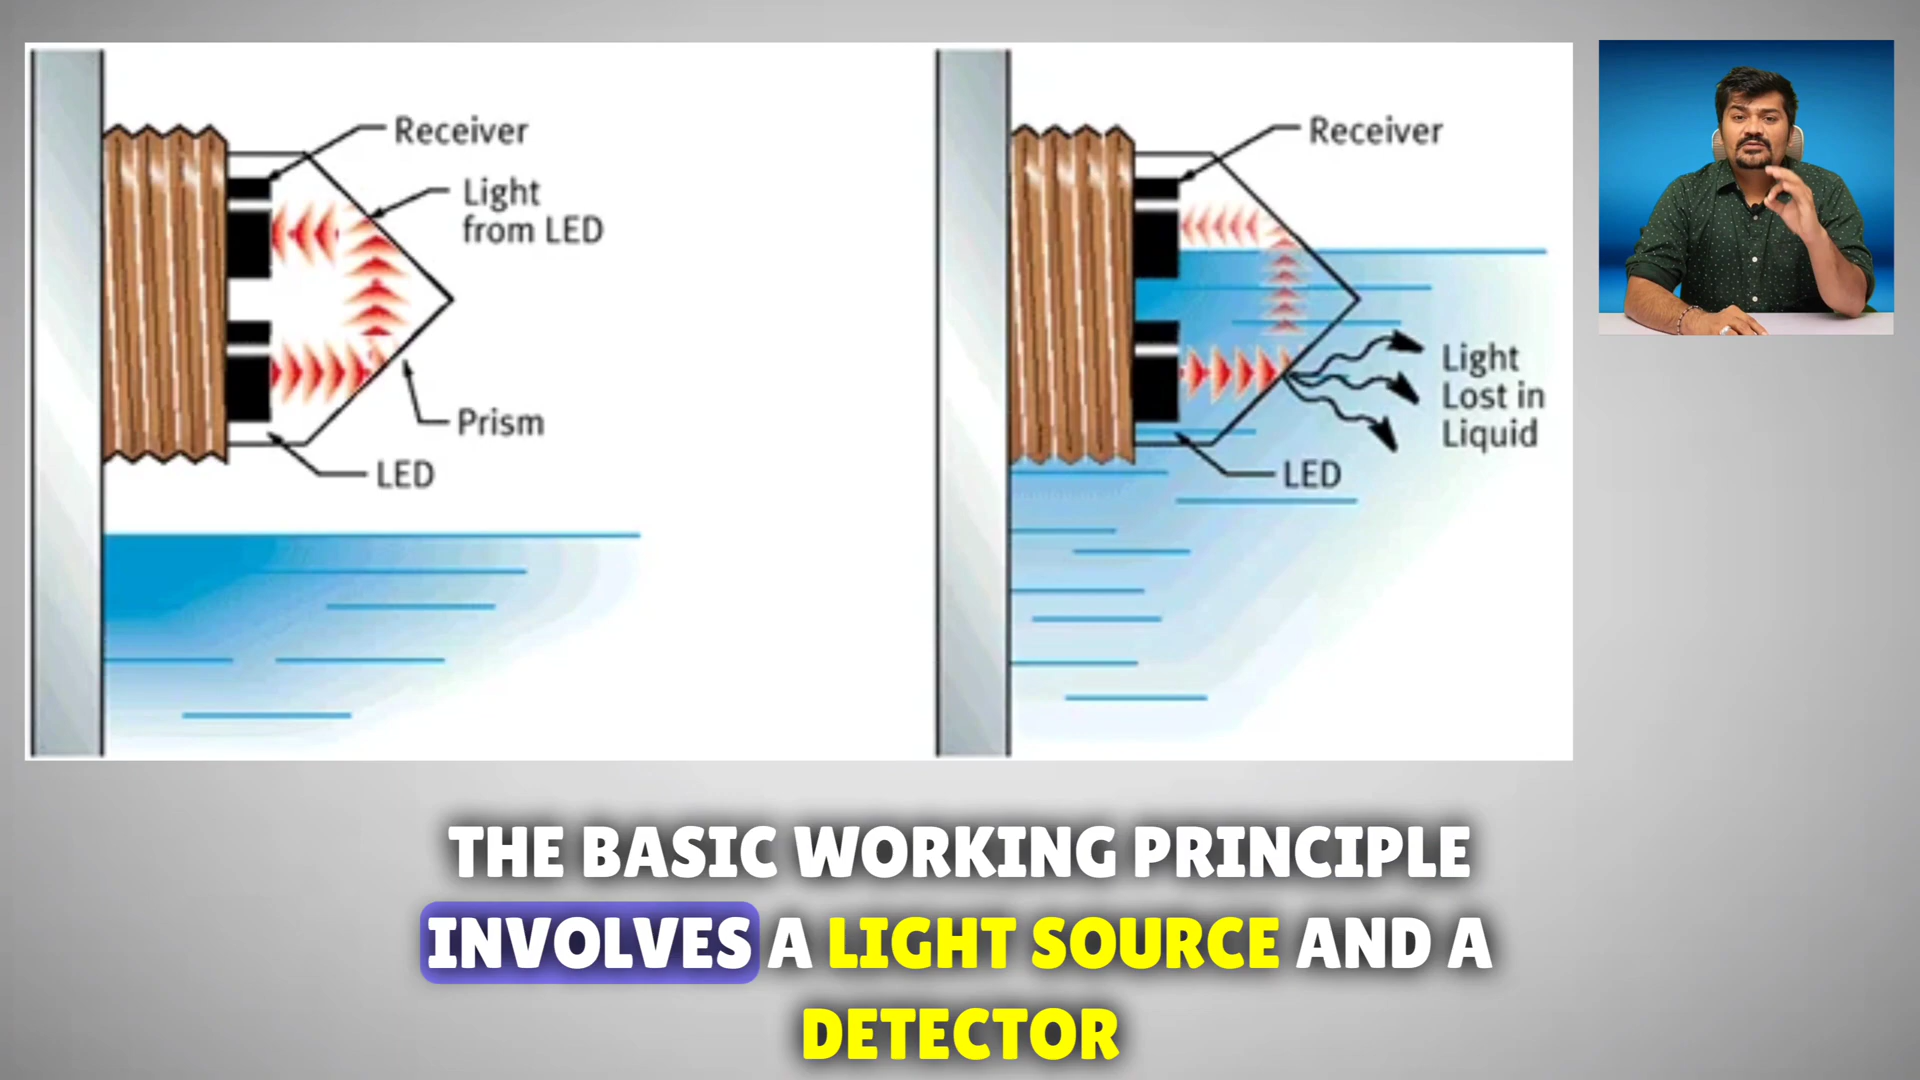 Receiver
Light
from LED
Prism
LED
Receiver
Light
Lost in
Liquid
LED
THE BASIC WORKING PRINCIPLE
INVOLVES A LIGHT SOURCE AND A
DETECTOR